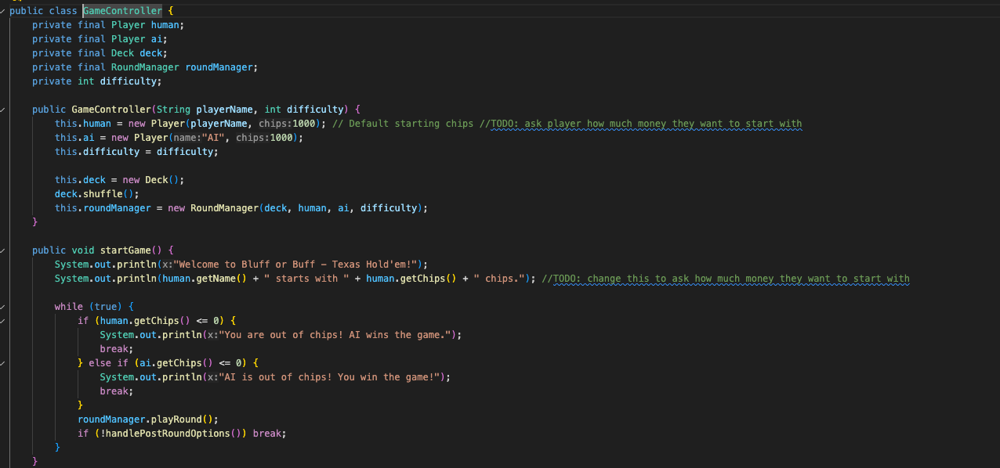 public class GameController {
    private final Player human;
    private final Player ai;
    private final Deck deck;
    private final RoundManager roundManager;
    private int difficulty;

    public GameController(String playerName, int difficulty) {
        this.human = new Player(playerName, chips:1000); // Default starting chips //TODO: ask player how much money they want to start with
        this.ai = new Player(name:"AI", chips:1000);
        this.difficulty = difficulty;

        this.deck = new Deck();
        deck.shuffle();
        this.roundManager = new RoundManager(deck, human, ai, difficulty);
    }

    public void startGame() {
        System.out.println(x:"Welcome to Bluff or Buff – Texas Hold'em!");
        System.out.println(human.getName() + " starts with " + human.getChips() + " chips."); //TODO: change this to ask how much money they want to start with

        while (true) {
            if (human.getChips() <= 0) {
                System.out.println(x:"You are out of chips! AI wins the game.");
                break;
            } else if (ai.getChips() <= 0) {
                System.out.println(x:"AI is out of chips! You win the game!");
                break;
            }
            roundManager.playRound();
            if (!handlePostRoundOptions()) break;
        }
    }